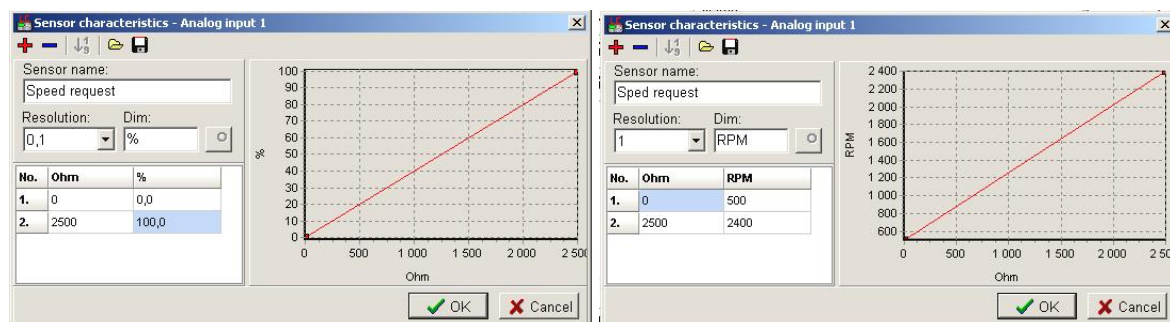 Sensor characteristics - Analog input 1
Sensor name:
Speed request
Resolution: Dim:
0,1 %
No. Ohm %
1. 0 0,0
2. 2500 100,0
100
90
80
70
60
50
40
30
20
10
0
%
0 500 1 000 1 500 2 000 2 500
Ohm
OK Cancel
Sensor characteristics - Analog input 1
Sensor name:
Sped request
Resolution: Dim:
1 RPM
No. Ohm RPM
1. 0 500
2. 2500 2400
2 400
2 200
2 000
1 800
1 600
1 400
1 200
1 000
800
600
RPM
0 500 1 000 1 500 2 000 2 50
Ohm
OK Cancel